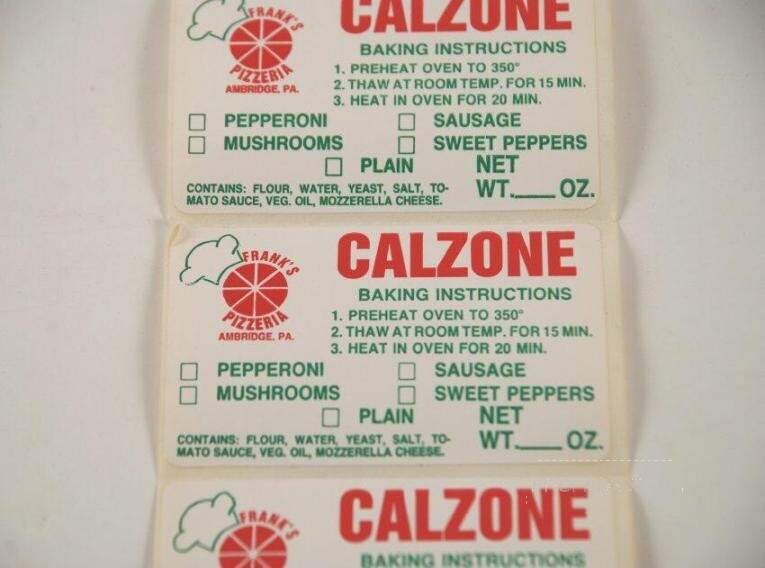 CALZONE
FRANK'S
PIZZERIA
AMBRIDGE, PA.
BAKING INSTRUCTIONS
1. PREHEAT OVEN TO 350°
2. THAW AT ROOM TEMP. FOR 15 MIN.
3. HEAT IN OVEN FOR 20 MIN.
PEPPERONI SAUSAGE
MUSHROOMS SWEET PEPPERS
PLAIN NET
WT.____ OZ.
CONTAINS: FLOUR, WATER, YEAST, SALT, TO-
MATO SAUCE, VEG. OIL, MOZZERELLA CHEESE.
CALZONE
FRANK'S
PIZZERIA
AMBRIDGE, PA.
BAKING INSTRUCTIONS
1. PREHEAT OVEN TO 350°
2. THAW AT ROOM TEMP. FOR 15 MIN.
3. HEAT IN OVEN FOR 20 MIN.
PEPPERONI SAUSAGE
MUSHROOMS SWEET PEPPERS
PLAIN NET
WT.____ OZ.
CONTAINS: FLOUR, WATER, YEAST, SALT, TO-
MATO SAUCE, VEG. OIL, MOZZERELLA CHEESE.
CALZONE
FRANK'S
BAKING INSTRUCTIONS